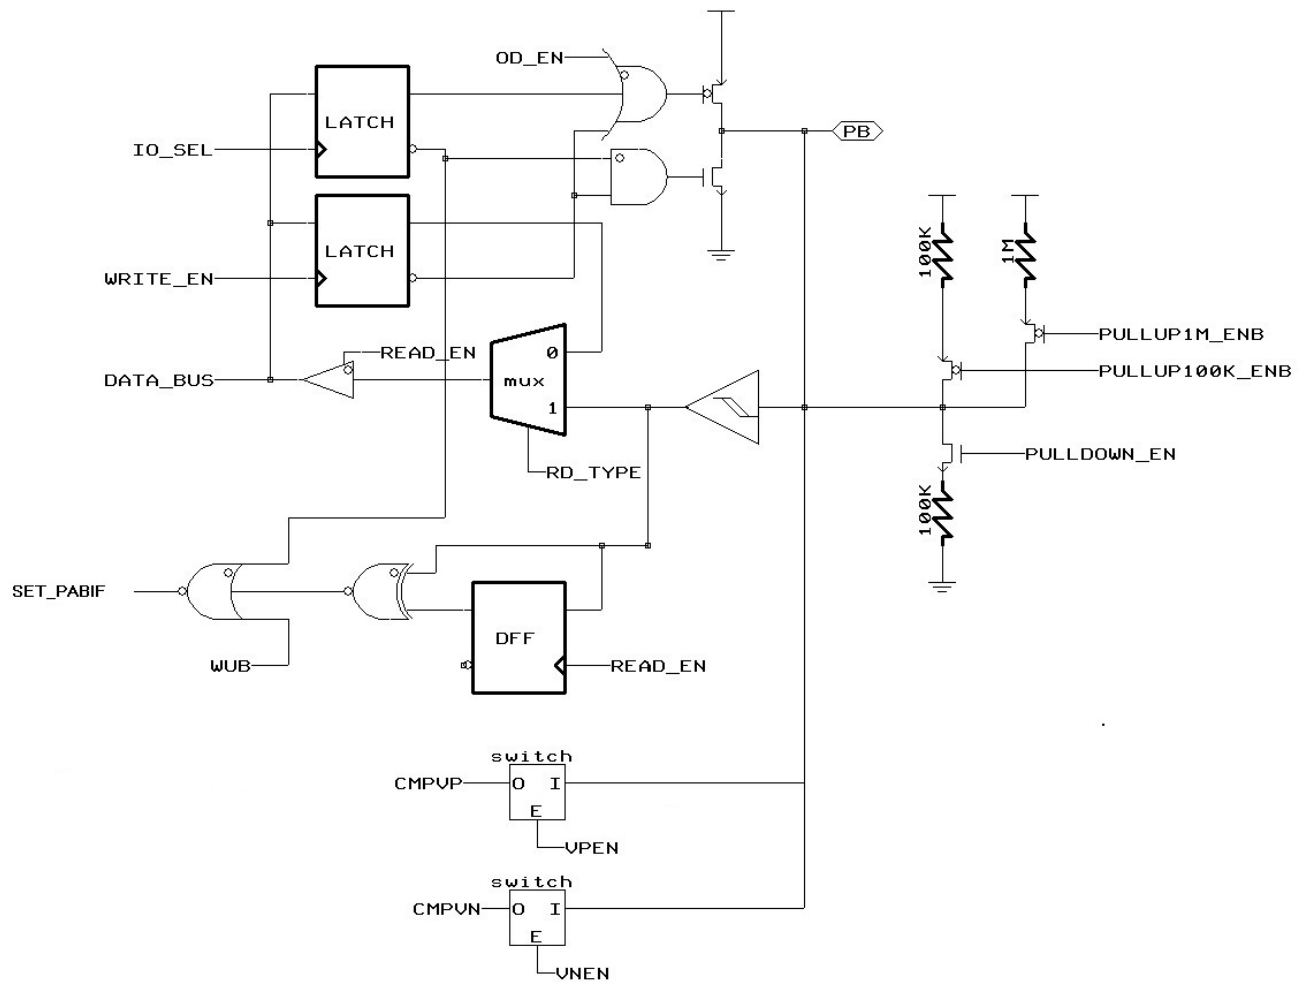 OD_EN
LATCH
PB
IO_SEL
LATCH
100K
1M
WRITE_EN
PULLUP1M_ENB
READ_EN
0
PULLUP100K_ENB
DATA_BUS
mux
1
PULLDOWN_EN
RD_TYPE
100K
SET_PABIF
DFF
WUB
READ_EN
switch
CMPVP
O I
E
VPEN
switch
CMPVN
O I
E
VNEN